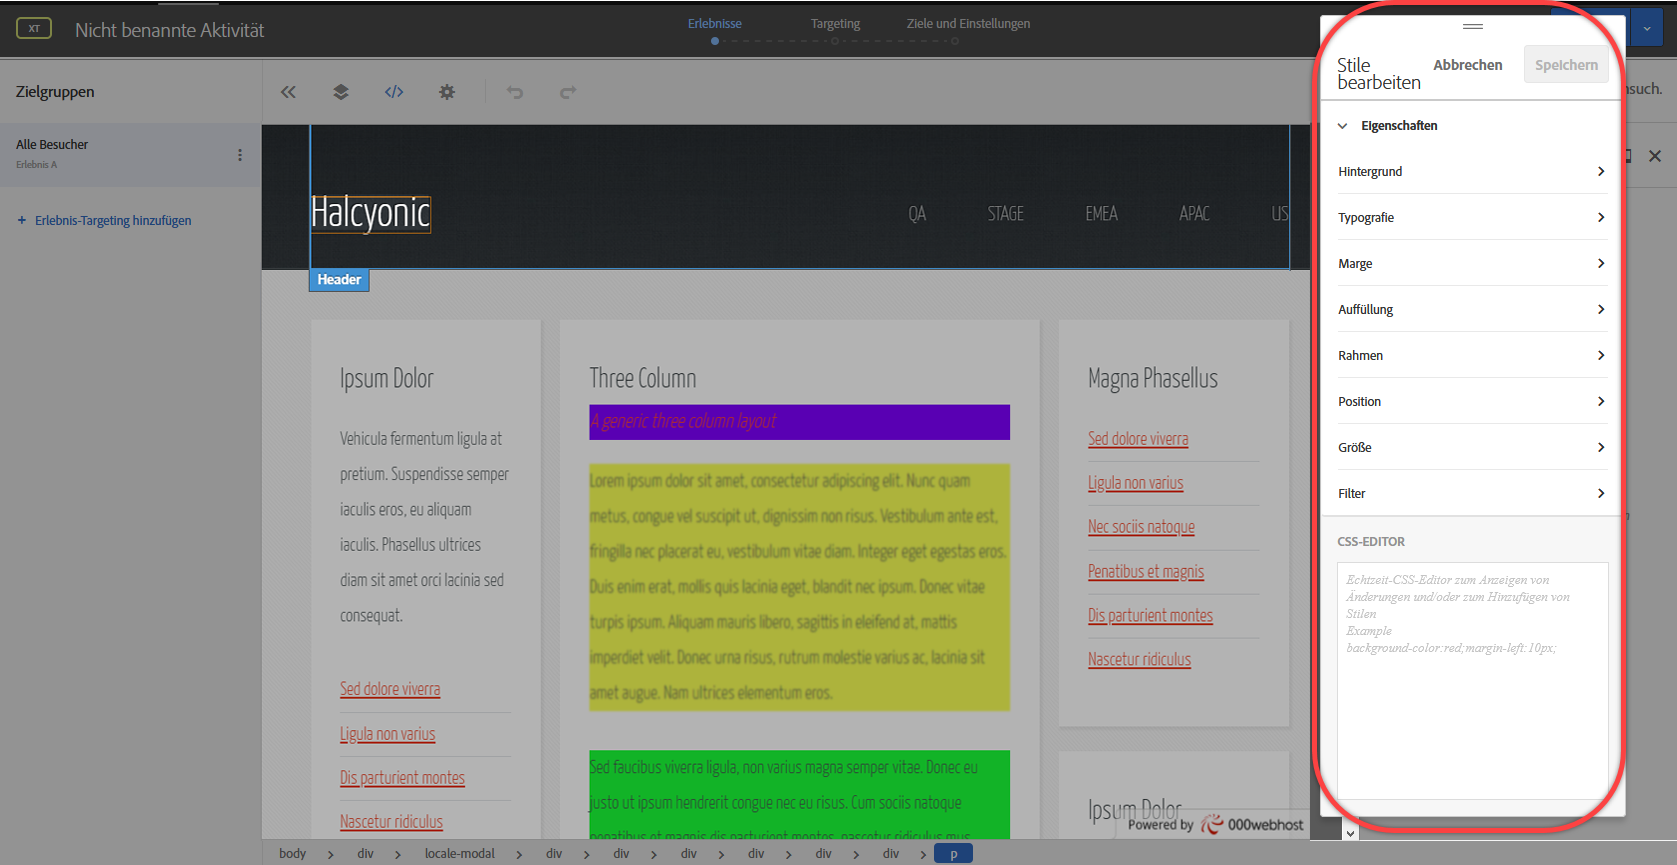 XT
Nicht benannte Aktivität
Erlebnisse
Targeting
Ziele und Einstellungen
Zielgruppen
Alle Besucher
Erlebnis A
+ Erlebnis-Targeting hinzufügen
Halcyonic
QA
STAGE
EMEA
APAC
US
Header
Ipsum Dolor
Vehicula fermentum ligula at
pretium. Suspendisse semper
iaculis eros, eu aliquam
iaculis. Phasellus ultrices
diam sit amet orci lacinia sed
consequat.
Sed dolore viverra
Ligula non varius
Dis parturient montes
Nascetur ridiculus
Three Column
A generic three column layout
Lorem ipsum dolor sit amet, consectetur adipiscing elit. Nunc quam
metus, congue vel suscipit ut, dignissim non risus. Vestibulum ante est,
fringilla nec placerat eu, vestibulum vitae diam. Integer eget egestas eros.
Duis enim erat, mollis quis lacinia eget, blandit nec ipsum. Donec vitae
turpis ipsum. Aliquam mauris libero, sagittis in eleifend at, mattis
imperdiet velit. Donec urna risus, rutrum molestie varius ac, lacinia sit
amet augue. Nam ultrices elementum eros.
Sed faucibus viverra ligula, non varius magna semper vitae. Donec eu
justo ut ipsum hendrerit congue nec eu risus. Cum sociis natoque
penatibus et magnis dis parturient montes, nascetur ridiculus mus.
Magna Phasellus
Sed dolore viverra
Ligula non varius
Nec sociis natoque
Penatibus et magnis
Dis parturient montes
Nascetur ridiculus
Ipsum Dolor
Powered by 000webhost
Stile
bearbeiten
Abbrechen
Speichern
Eigenschaften
Hintergrund
Typografie
Marge
Auffüllung
Rahmen
Position
Größe
Filter
CSS-EDITOR
Echtzeit-CSS-Editor zum Anzeigen von
Änderungen und/oder zum Hinzufügen von
Stilen
Example
background-color:red;margin-left:10px;
body > div > locale-modal > div > div > div > div > div > div > p